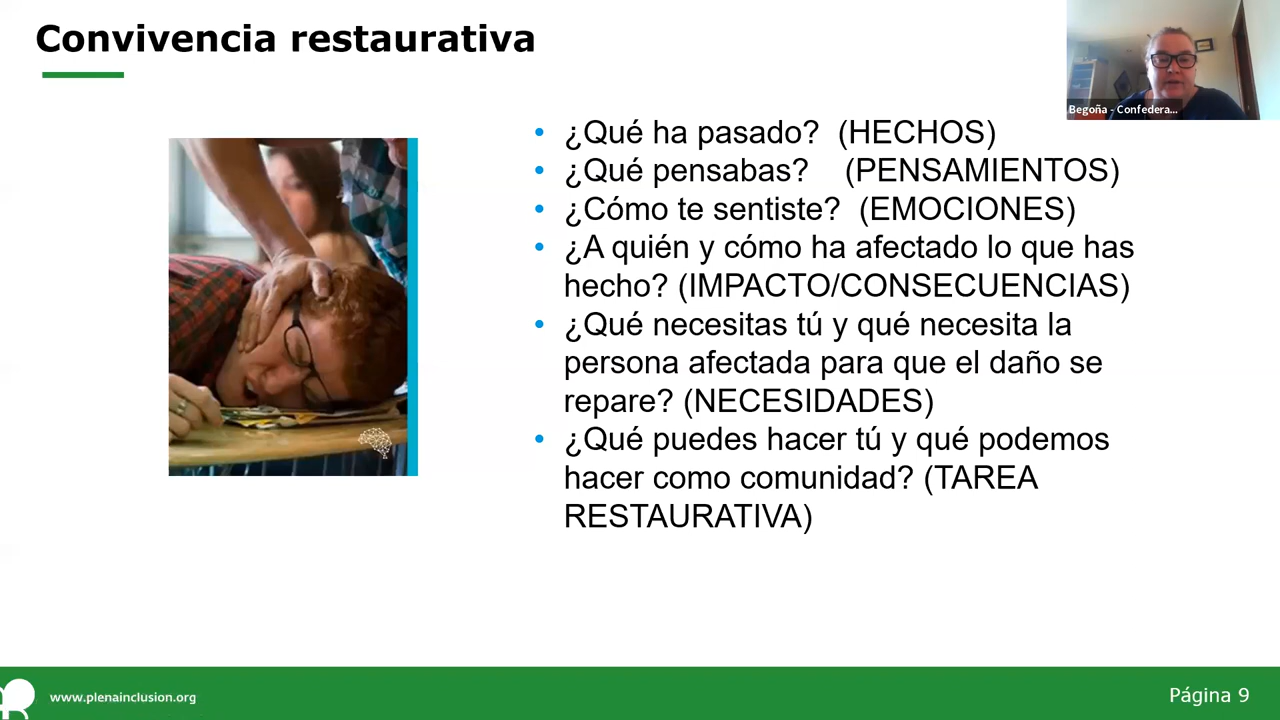 Convivencia restaurativa
Begoña - Confedera...
• ¿Qué ha pasado? (HECHOS)
• ¿Qué pensabas? (PENSAMIENTOS)
• ¿Cómo te sentiste? (EMOCIONES)
• ¿A quién y cómo ha afectado lo que has
hecho? (IMPACTO/CONSECUENCIAS)
• ¿Qué necesitas tú y qué necesita la
persona afectada para que el daño se
repare? (NECESIDADES)
• ¿Qué puedes hacer tú y qué podemos
hacer como comunidad? (TAREA
RESTAURATIVA)
www.plenainclusion.org
Página 9